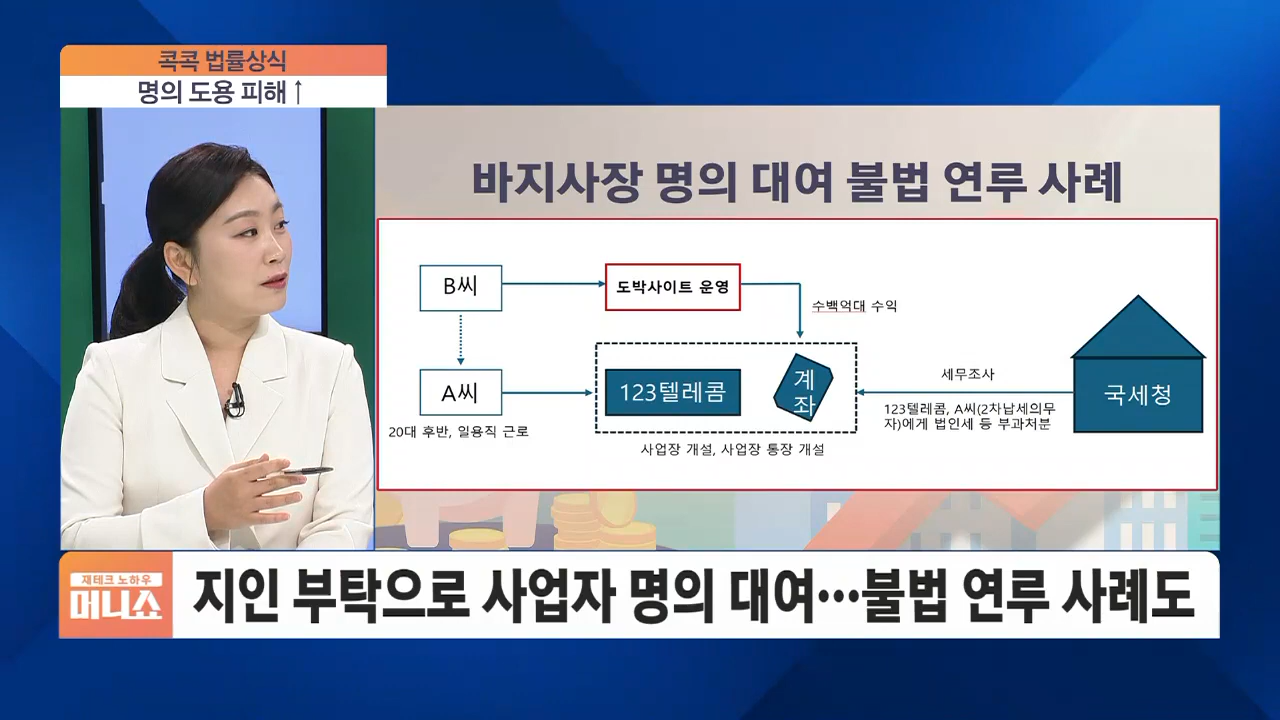 콕콕 법률상식
명의 도용 피해↑
바지사장 명의 대여 불법 연루 사례
B씨
도박사이트 운영
수백억대 수익
A씨
123텔레콤
계
좌
세무조사
국세청
123텔레콤, A씨(2차납세의무
자)에게 법인세 등 부과처분
20대 후반, 일용직 근로
사업장 개설, 사업장 통장 개설
재테크 노하우
머니쇼
지인 부탁으로 사업자 명의 대여…불법 연루 사례도